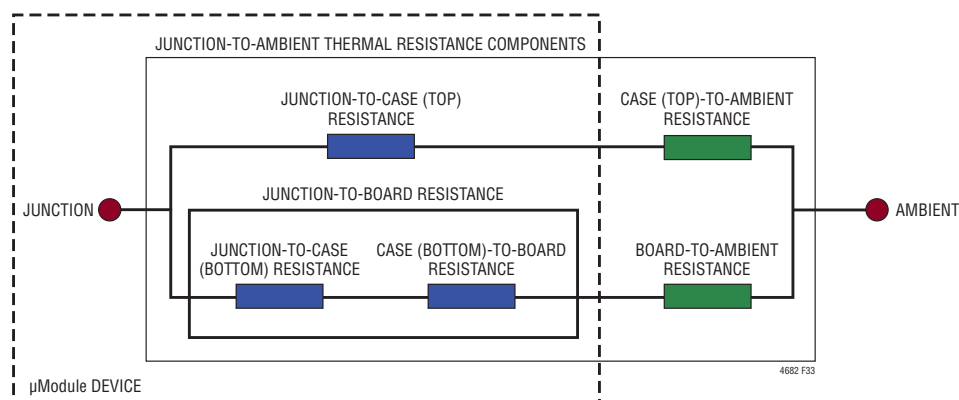 JUNCTION-TO-AMBIENT THERMAL RESISTANCE COMPONENTS
JUNCTION-TO-CASE (TOP)
RESISTANCE
CASE (TOP)-TO-AMBIENT
RESISTANCE
JUNCTION-TO-BOARD RESISTANCE
JUNCTION
AMBIENT
JUNCTION-TO-CASE
(BOTTOM) RESISTANCE
CASE (BOTTOM)-TO-BOARD
RESISTANCE
BOARD-TO-AMBIENT
RESISTANCE
4682 F33
µModule DEVICE